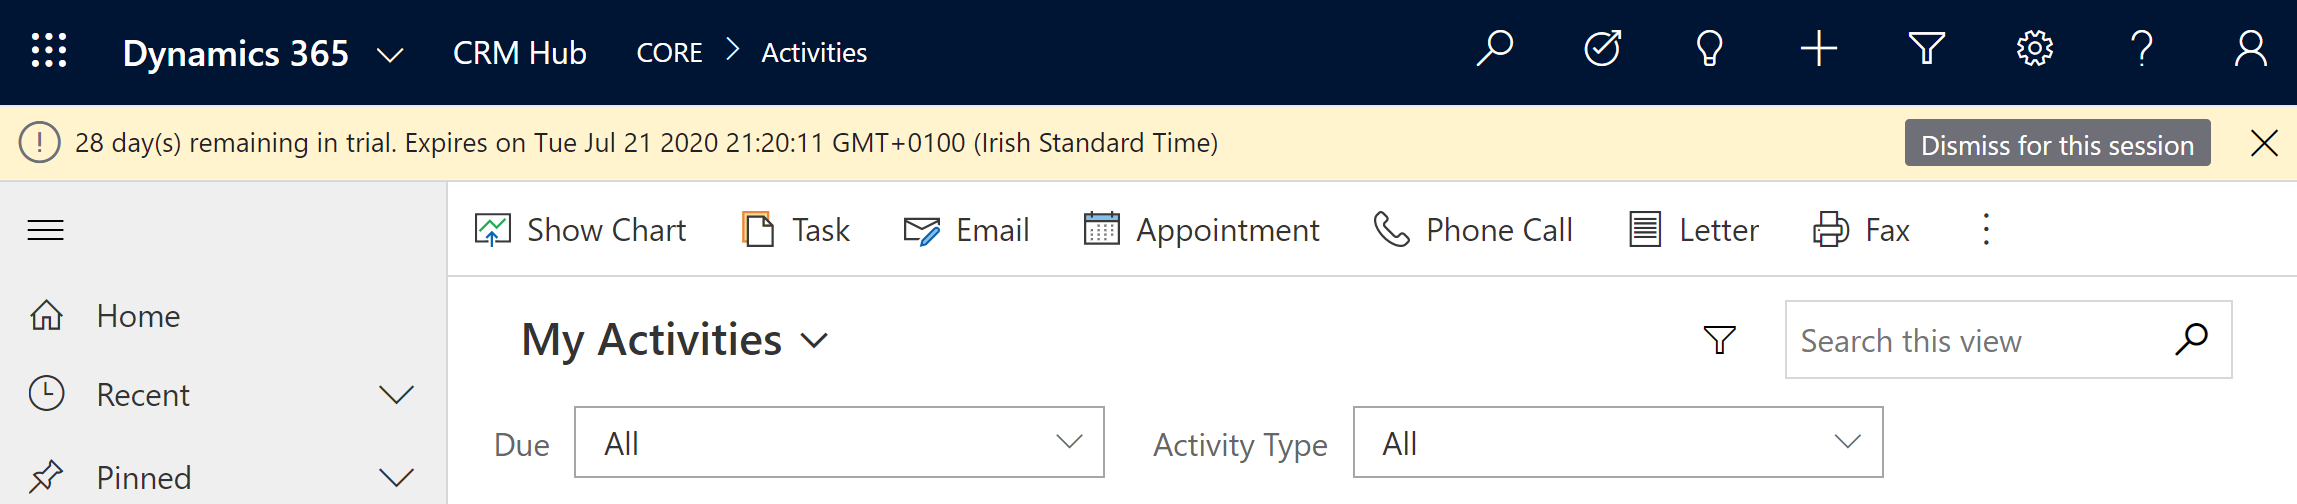 Dynamics 365 CRM Hub CORE > Activities
28 day(s) remaining in trial. Expires on Tue Jul 21 2020 21:20:11 GMT+0100 (Irish Standard Time) Dismiss for this session
Show Chart Task Email Appointment Phone Call Letter Fax
Home
Recent
Pinned
My Activities Search this view
Due All Activity Type All